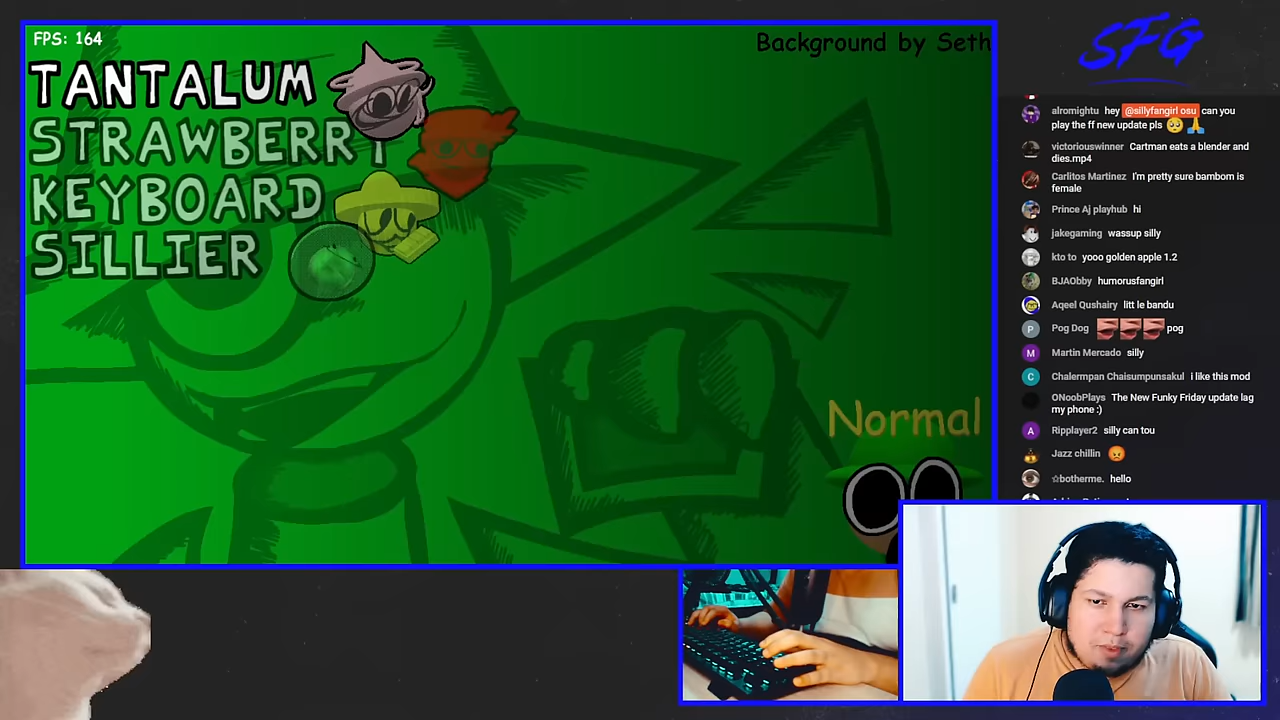 FPS: 164
Background by Seth
TANTALUM
STRAWBERRY
KEYBOARD
SILLIER
Normal
SFG
alromightu hey @sillyfangirl osu can you
play the ff new update pls
victoriouswinner Cartman eats a blender and
dies.mp4
Carlitos Martinez I'm pretty sure bambom is
female
Prince Aj playhub hi
jakegaming wassup silly
kto to yooo golden apple 1.2
BJAObby humorusfangirl
Aqeel Qushairy litt le bandu
P Pog Dog pog
M Martin Mercado silly
C Chalermpan Chaisumpunsakul i like this mod
ONoobPlays The New Funky Friday update lag
my phone :)
A Ripplayer2 silly can tou
Jazz chillin
☆botherme. hello